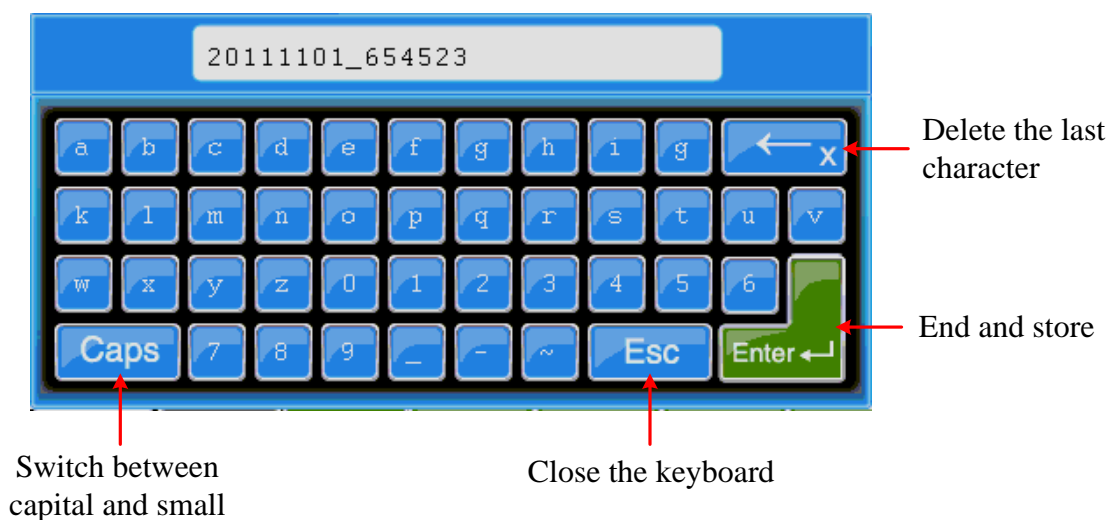 20111101_654523
a b c d e f g h i g ← x
k l m n o p q r s t u v
w x y z 0 1 2 3 4 5 6
Caps 7 8 9 _ - ~ Esc Enter ↵
Delete the last
character
End and store
Switch between
capital and small
Close the keyboard